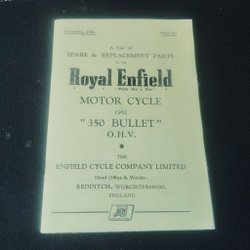 A List of
SPARE & REPLACEMENT PARTS
for the
Royal Enfield
"Made like a Gun"
MOTOR CYCLE
1951
"350 BULLET"
O.H.V.
THE
ENFIELD CYCLE COMPANY LIMITED
Head Office & Works:
REDDITCH, WORCESTERSHIRE,
ENGLAND